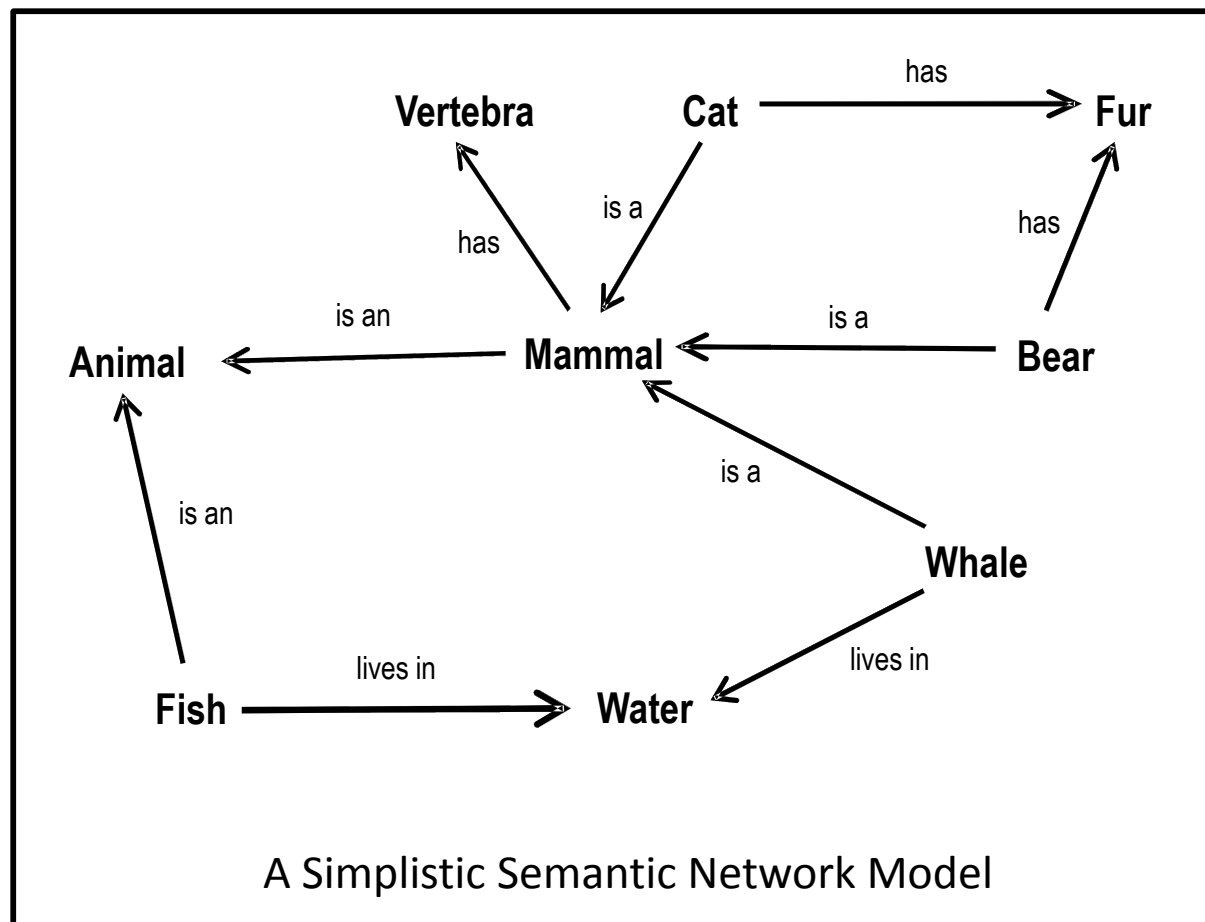 has
Vertebra
Cat
Fur
is a
has
has
is an
is a
Animal
Mammal
Bear
is a
is an
Whale
lives in
lives in
Fish
Water
A Simplistic Semantic Network Model